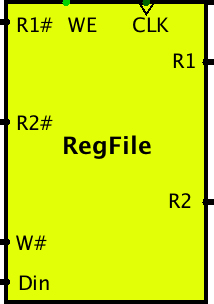 R1# WE CLK
R1
R2#
RegFile
R2
W#
Din